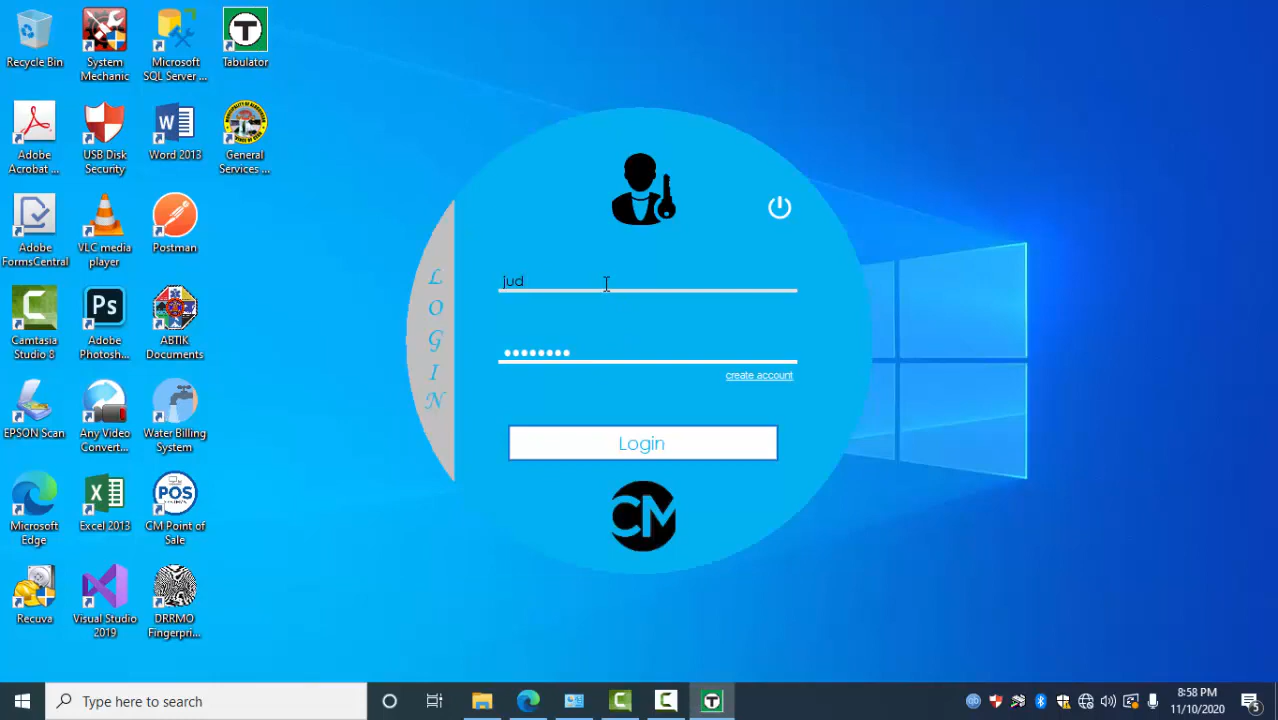 Recycle Bin
System
Mechanic
Microsoft
SQL Server ...
T
Tabulator
Adobe
Acrobat ...
USB Disk
Security
W
Word 2013
General
Services ...
Adobe
FormsCentral
VLC media
player
Postman
Camtasia
Studio 8
Ps
Adobe
Photosh...
ABTIK
Documents
EPSON Scan
Any Video
Convert...
Water Billing
System
Microsoft
Edge
X
Excel 2013
POS
CM Point of
Sale
Recuva
Visual Studio
2019
DRRMO
Fingerpri...
L
O
G
I
N
jud
create account
Login
CM
Type here to search
T
8:58 PM
11/10/2020
5